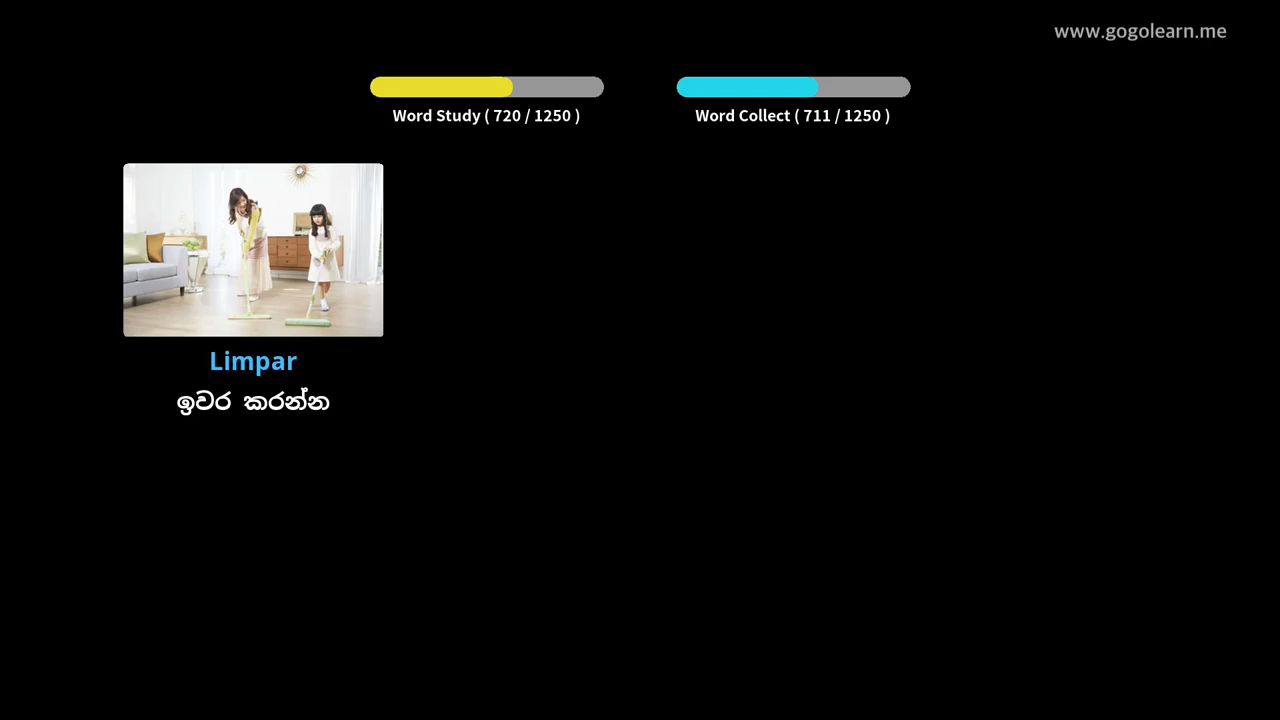 www.gogolearn.me
Word Study ( 720 / 1250 )
Word Collect ( 711 / 1250 )
Limpar
ඉවර කරන්න